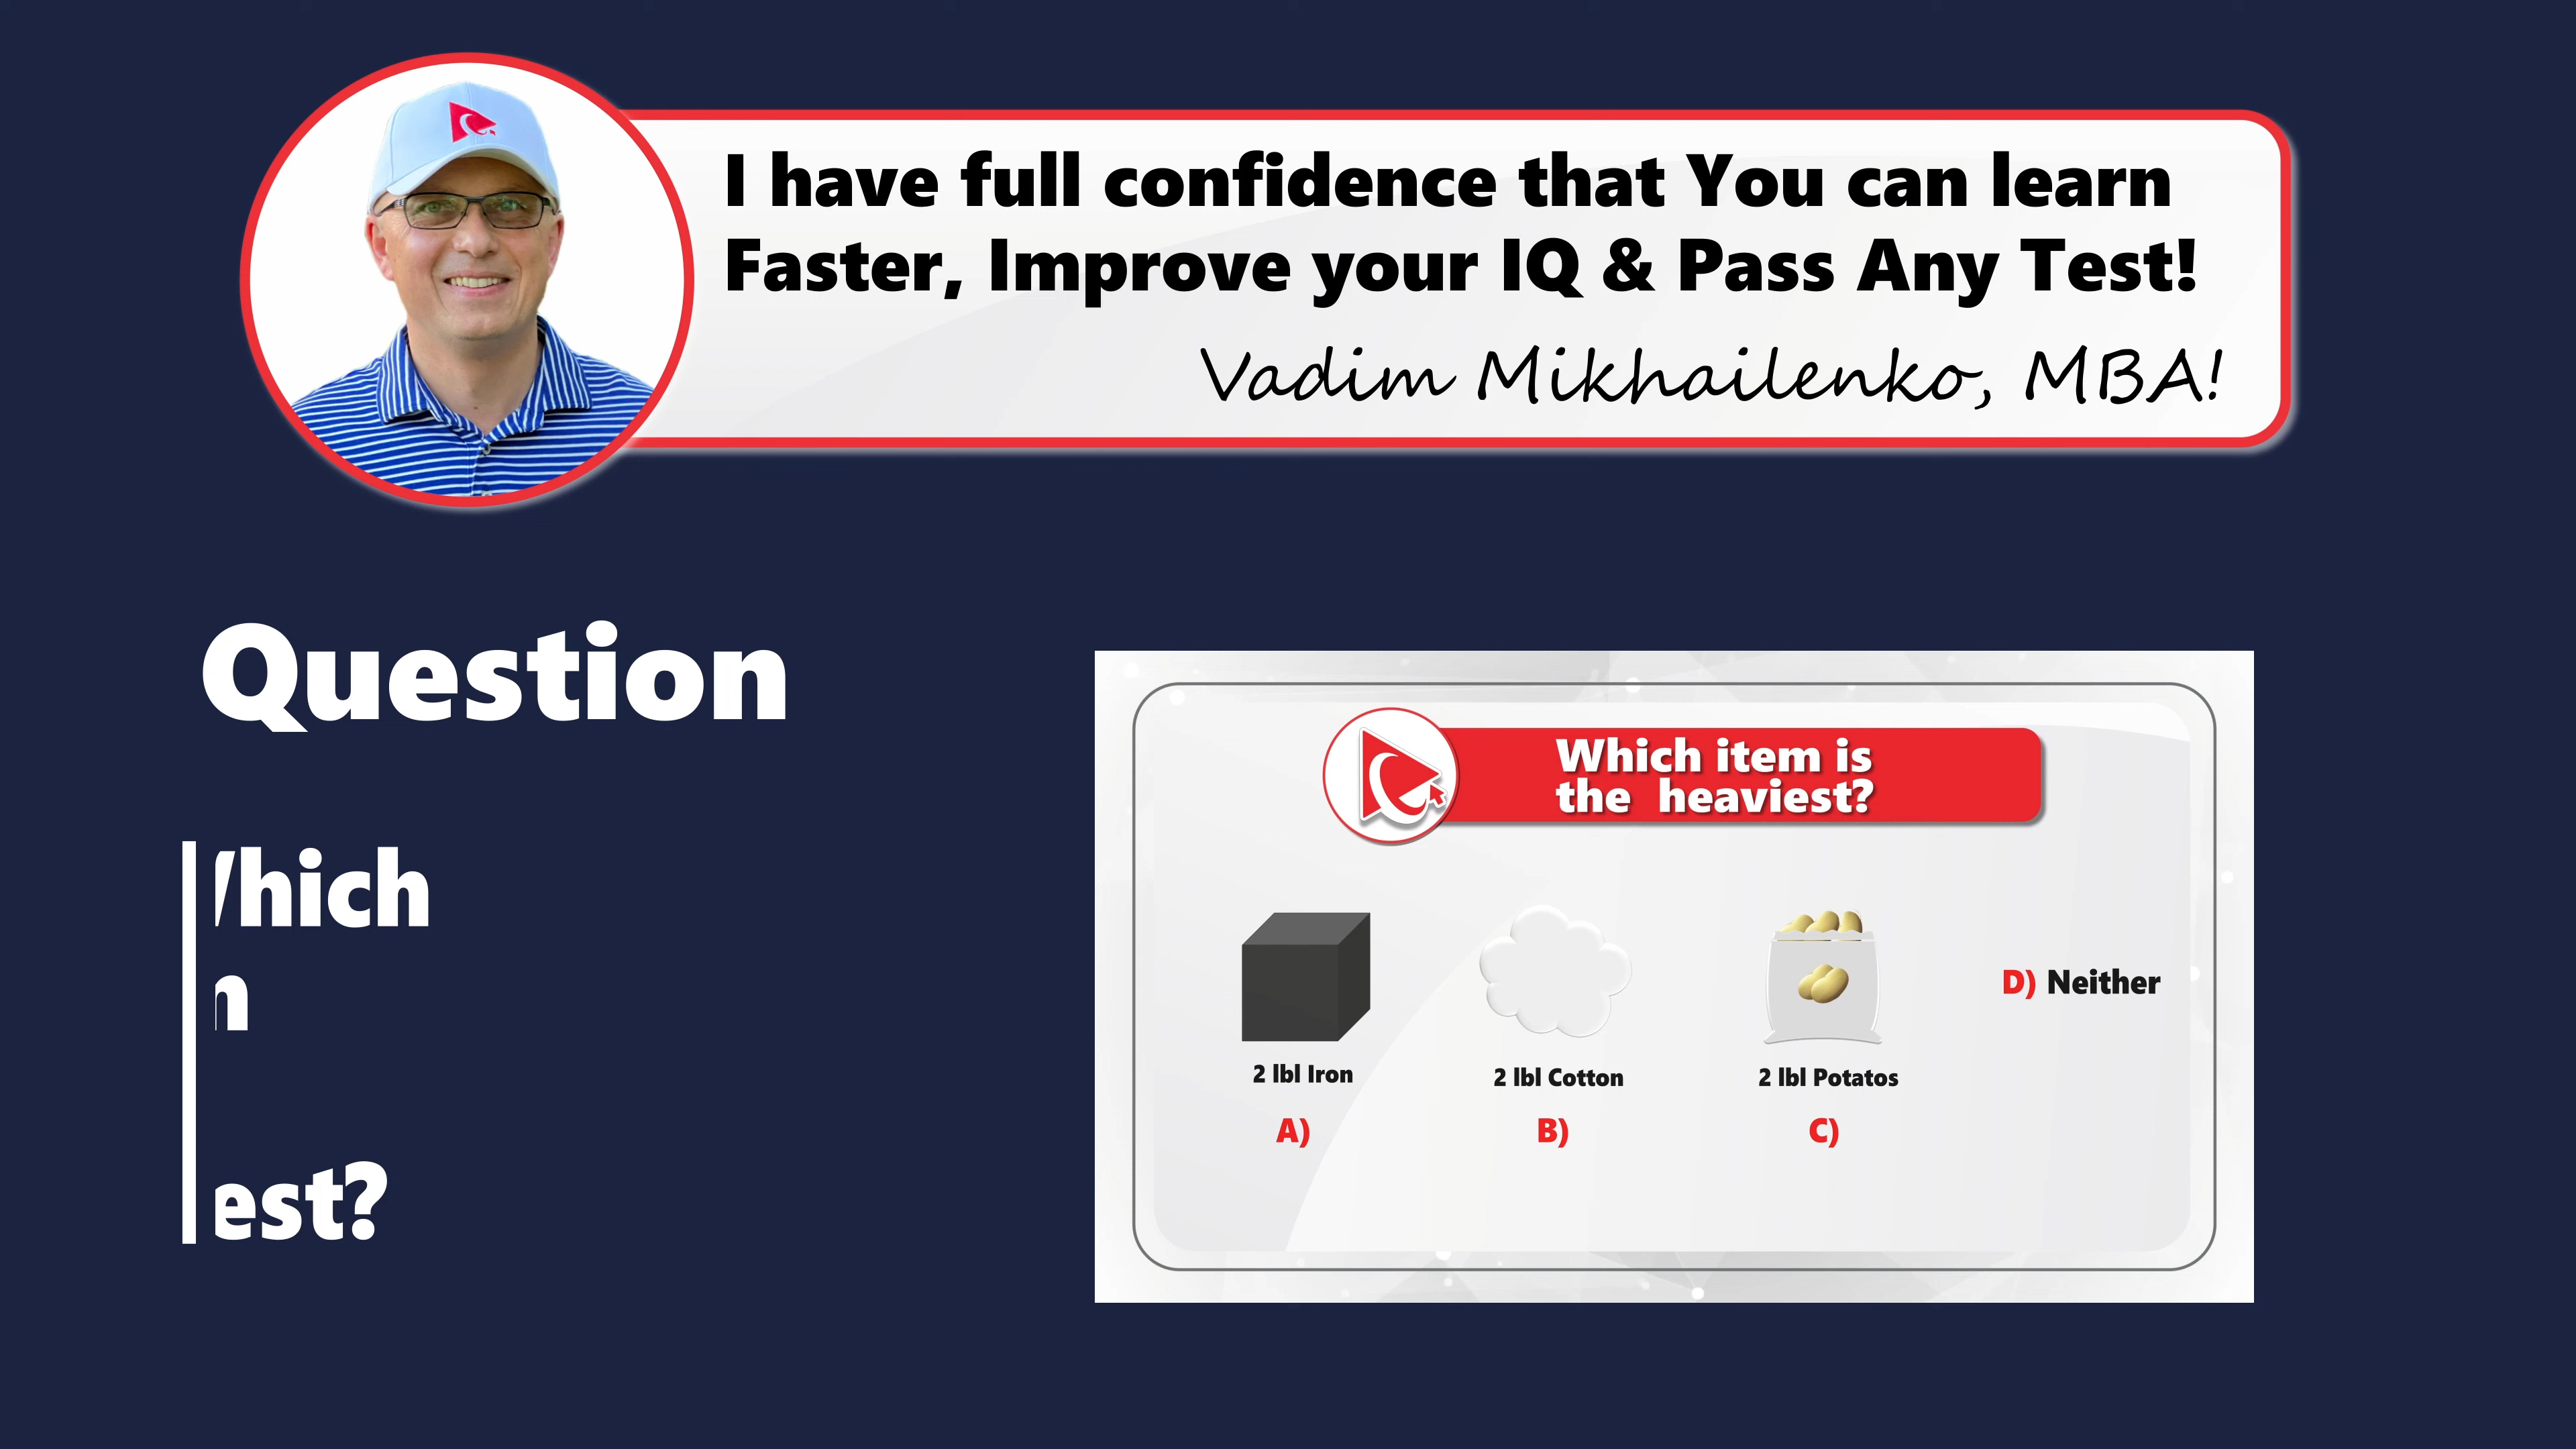 I have full confidence that You can learn
Faster, Improve your IQ & Pass Any Test!
Vadim Mikhailenko, MBA!
Question
hich
n
est?
Which item is
the heaviest?
2 lbl Iron
2 lbl Cotton
2 lbl Potatos
D) Neither
A)
B)
C)